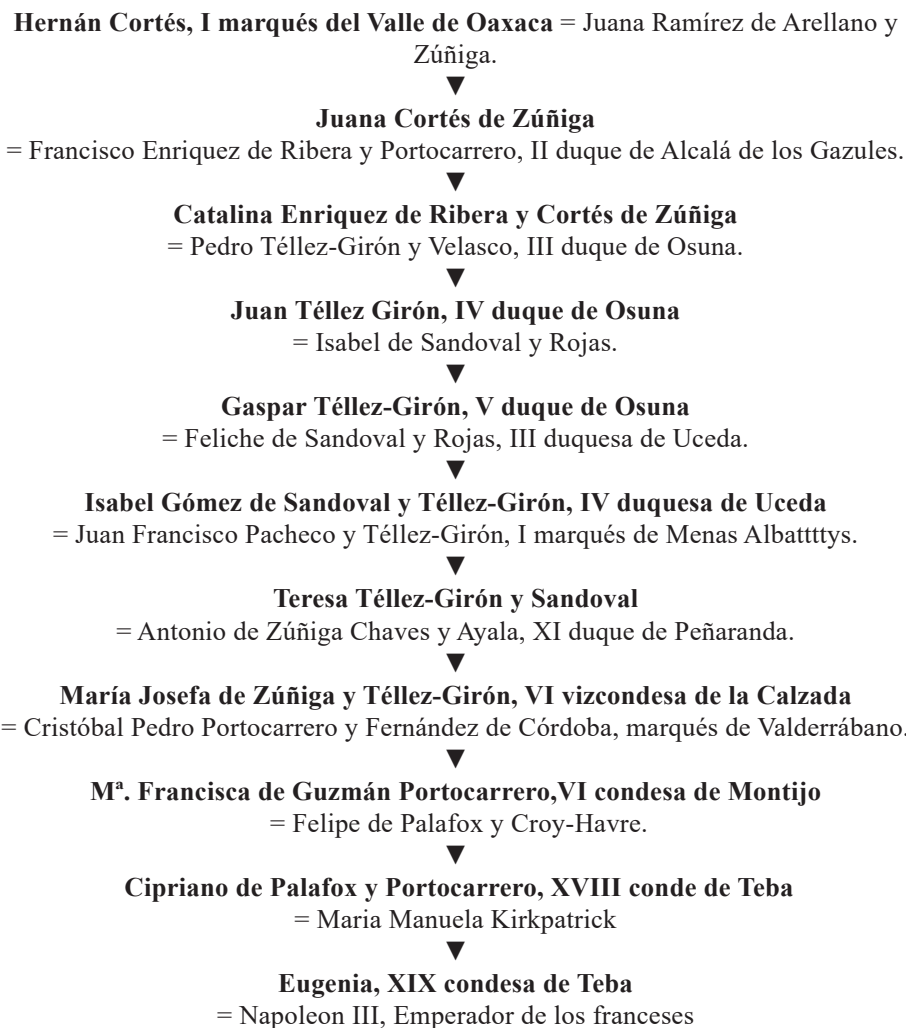 Hernán Cortés, I marqués del Valle de Oaxaca = Juana Ramírez de Arellano y
Zúñiga.
▼
Juana Cortés de Zúñiga
= Francisco Enriquez de Ribera y Portocarrero, II duque de Alcalá de los Gazules.
▼
Catalina Enriquez de Ribera y Cortés de Zúñiga
= Pedro Téllez-Girón y Velasco, III duque de Osuna.
▼
Juan Téllez Girón, IV duque de Osuna
= Isabel de Sandoval y Rojas.
▼
Gaspar Téllez-Girón, V duque de Osuna
= Feliche de Sandoval y Rojas, III duquesa de Uceda.
▼
Isabel Gómez de Sandoval y Téllez-Girón, IV duquesa de Uceda
= Juan Francisco Pacheco y Téllez-Girón, I marqués de Menas Albattttys.
▼
Teresa Téllez-Girón y Sandoval
= Antonio de Zúñiga Chaves y Ayala, XI duque de Peñaranda.
▼
María Josefa de Zúñiga y Téllez-Girón, VI vizcondesa de la Calzada
= Cristóbal Pedro Portocarrero y Fernández de Córdoba, marqués de Valderrábano.
▼
Mª. Francisca de Guzmán Portocarrero,VI condesa de Montijo
= Felipe de Palafox y Croy-Havre.
▼
Cipriano de Palafox y Portocarrero, XVIII conde de Teba
= Maria Manuela Kirkpatrick
▼
Eugenia, XIX condesa de Teba
= Napoleon III, Emperador de los franceses